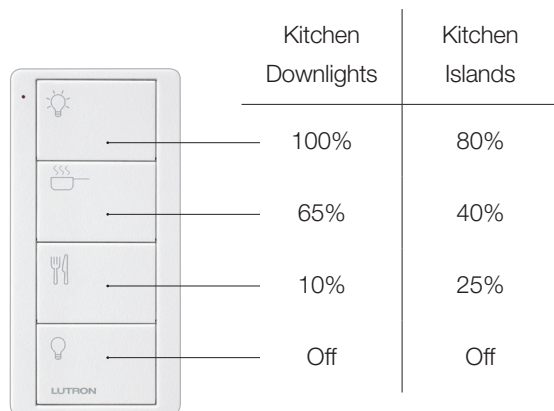 Kitchen Downlights
Kitchen Islands
100%
80%
65%
40%
10%
25%
Off
Off
LUTRON